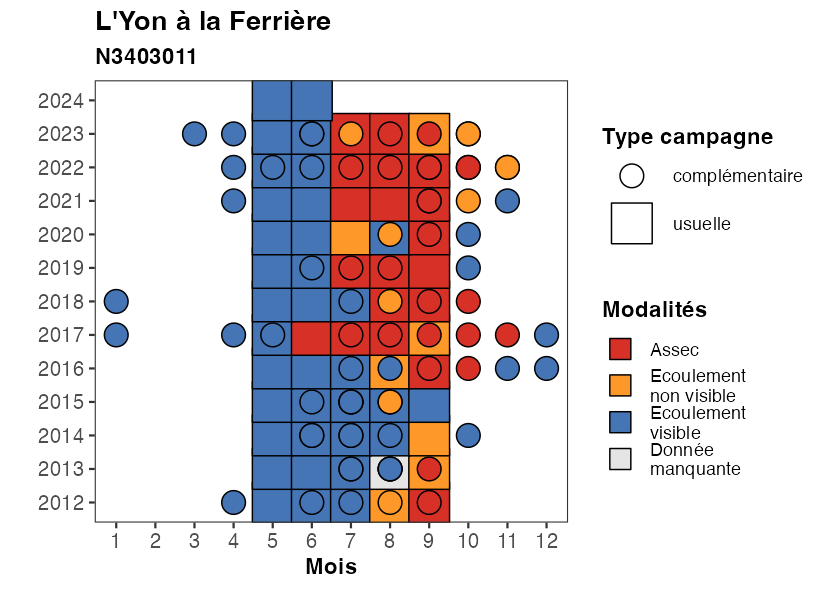 L'Yon à la Ferrière
N3403011
2024
2023
2022
2021
2020
2019
2018
2017
2016
2015
2014
2013
2012
1 2 3 4 5 6 7 8 9 10 11 12
Mois
Type campagne
complémentaire
usuelle
Modalités
Assec
Ecoulement
non visible
Ecoulement
visible
Donnée
manquante